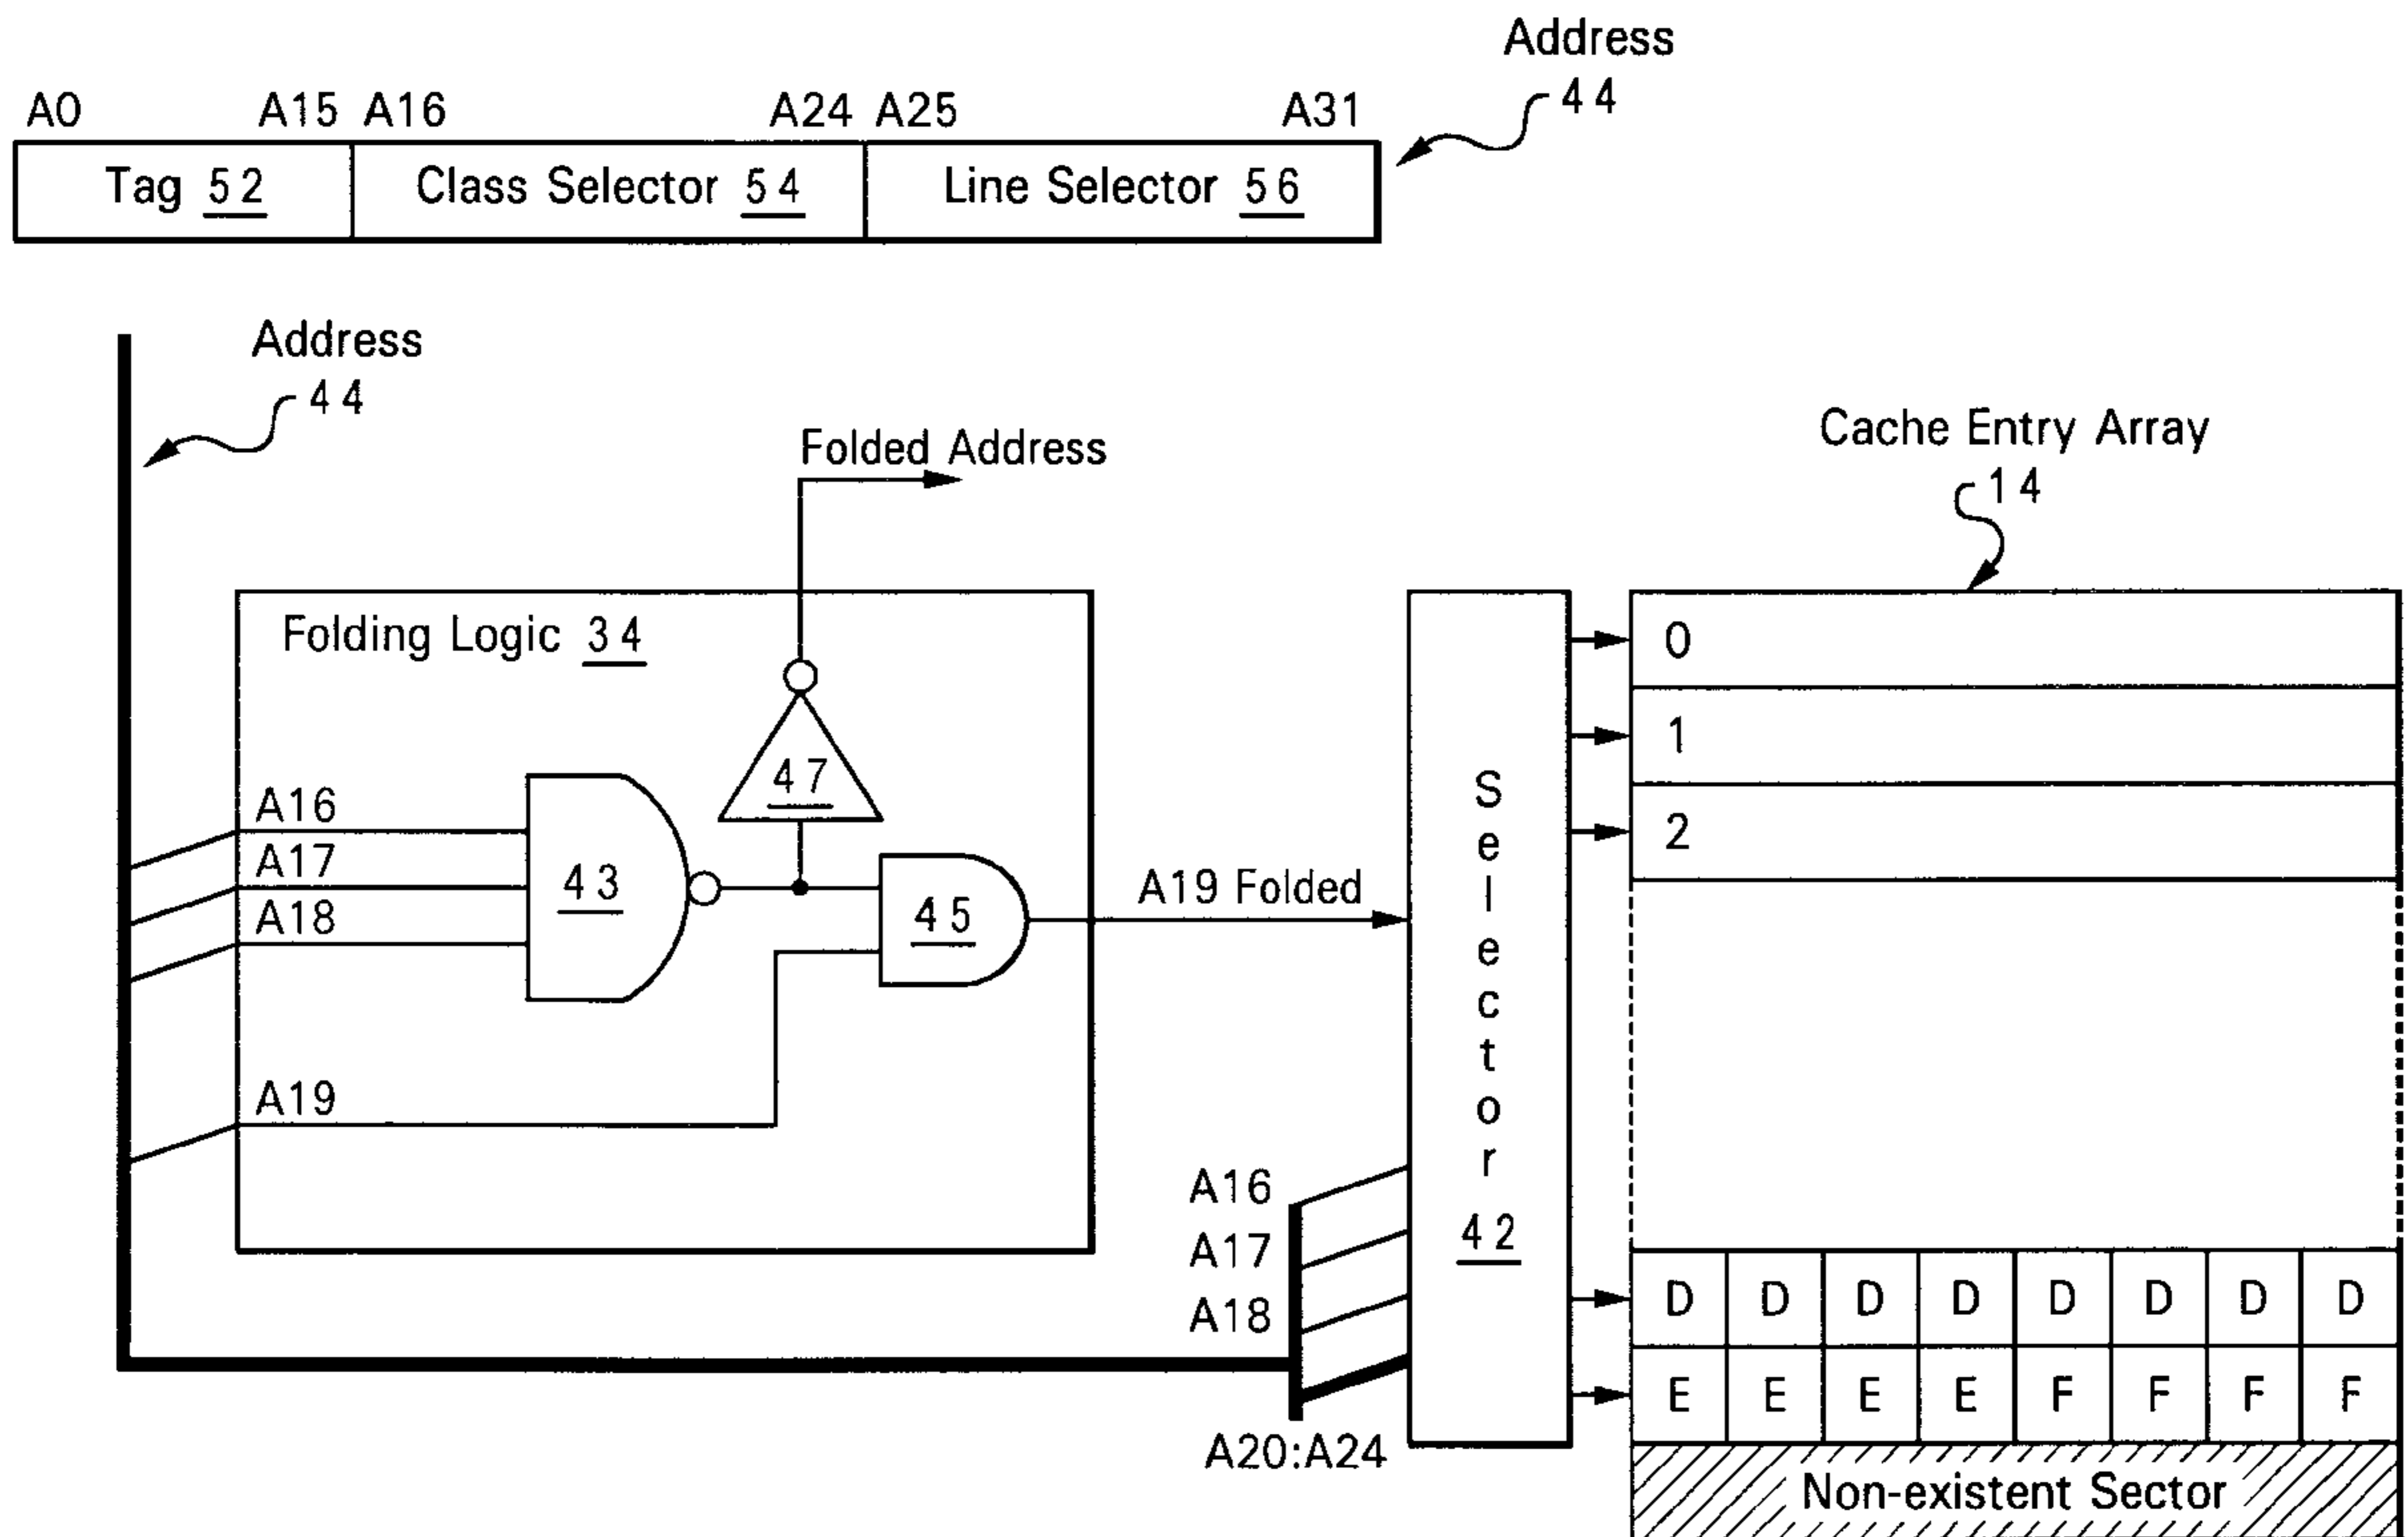 Address
44
A0 A15 A16 A24 A25 A31
Tag 52 Class Selector 54 Line Selector 56
Address
44
Folded Address
Cache Entry Array
14
Folding Logic 34
47
A16
A17
A18
43
45
A19 Folded
A19
Selector
42
A16
A17
A18
A20:A24
0
1
2
D D D D D D D D
E E E E F F F F
Non-existent Sector